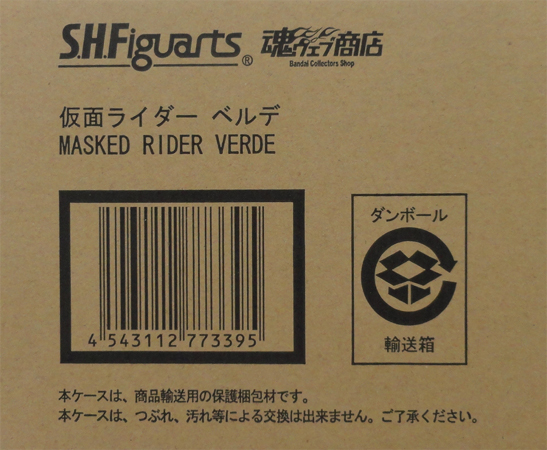 S.H.Figuarts® 魂ウェブ商店
Bandai Collectors Shop
仮面ライダー ベルデ
MASKED RIDER VERDE
ダンボール
4 543112 773395
輸送箱
本ケースは、商品輸送用の保護梱包材です。
本ケースは、つぶれ、汚れ等による交換は出来ません。ご了承ください。